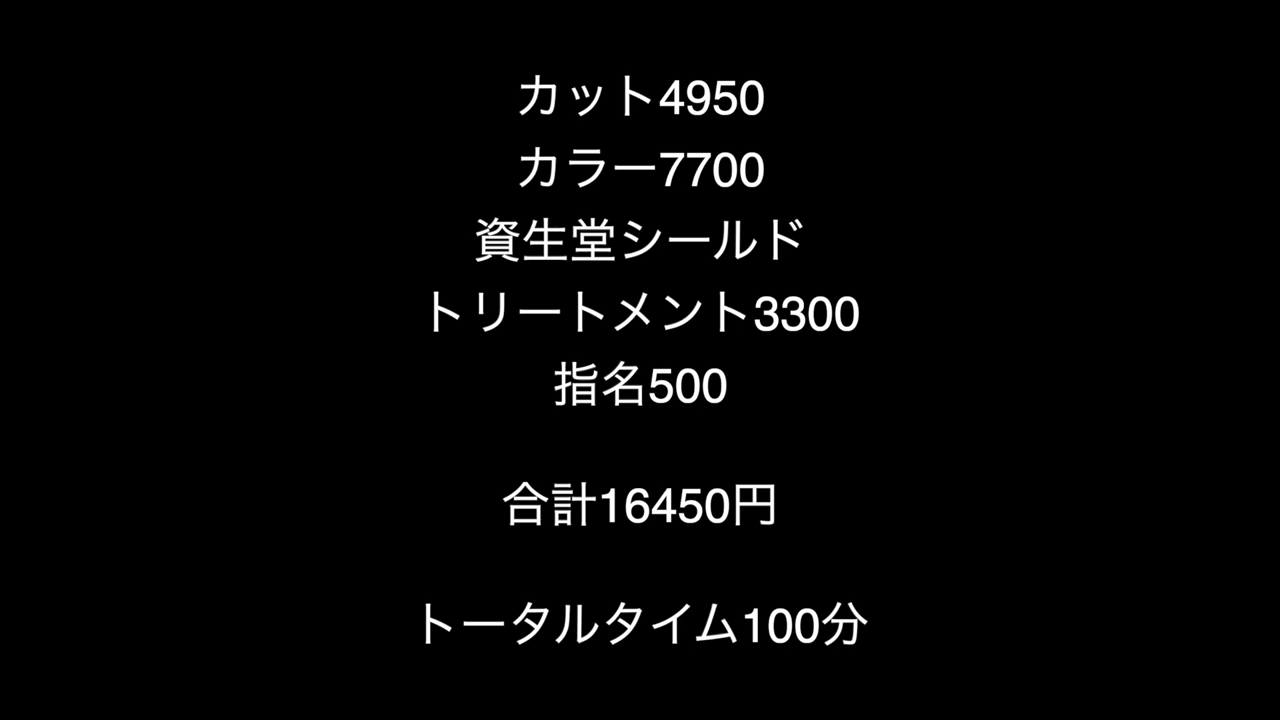 カット4950
カラー7700
資生堂シールド
トリートメント3300
指名500
合計16450円
トータルタイム100分